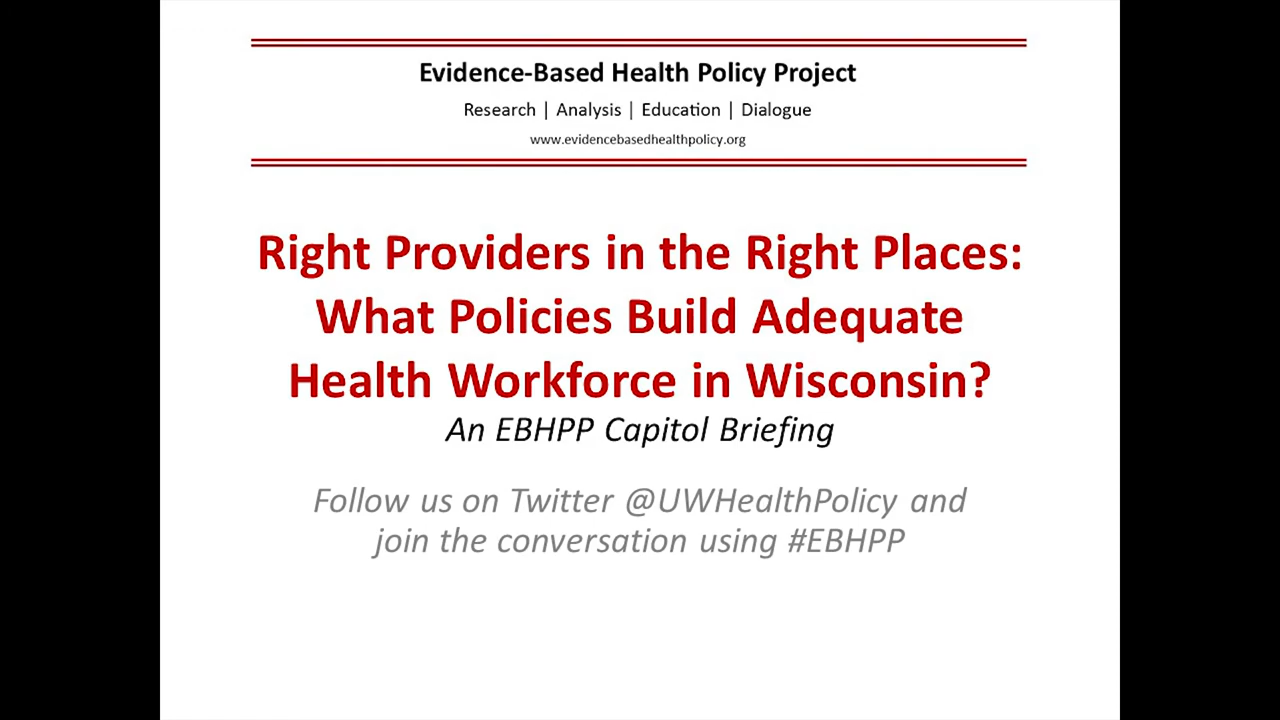 Evidence-Based Health Policy Project
Research | Analysis | Education | Dialogue
www.evidencebasedhealthpolicy.org
Right Providers in the Right Places:
What Policies Build Adequate
Health Workforce in Wisconsin?
An EBHPP Capitol Briefing
Follow us on Twitter @UWHealthPolicy and
join the conversation using #EBHPP